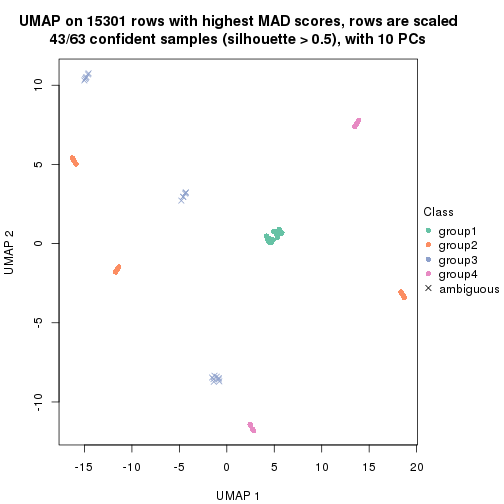 UMAP on 15301 rows with highest MAD scores, rows are scaled
43/63 confident samples (silhouette > 0.5), with 10 PCs
10
5
0
-5
-10
UMAP 2
-15
-10
-5
0
5
10
15
20
UMAP 1
Class
group1
group2
group3
group4
ambiguous